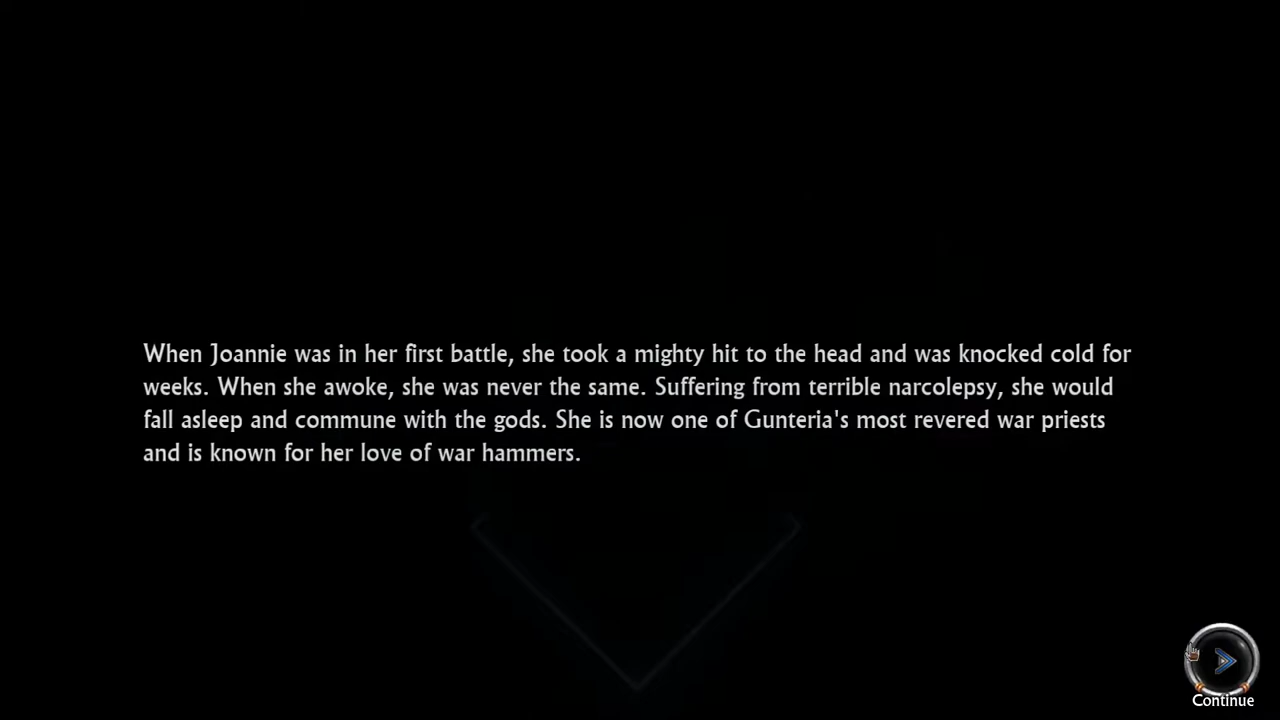 When Joannie was in her first battle, she took a mighty hit to the head and was knocked cold for
weeks. When she awoke, she was never the same. Suffering from terrible narcolepsy, she would
fall asleep and commune with the gods. She is now one of Gunteria's most revered war priests
and is known for her love of war hammers.
Continue